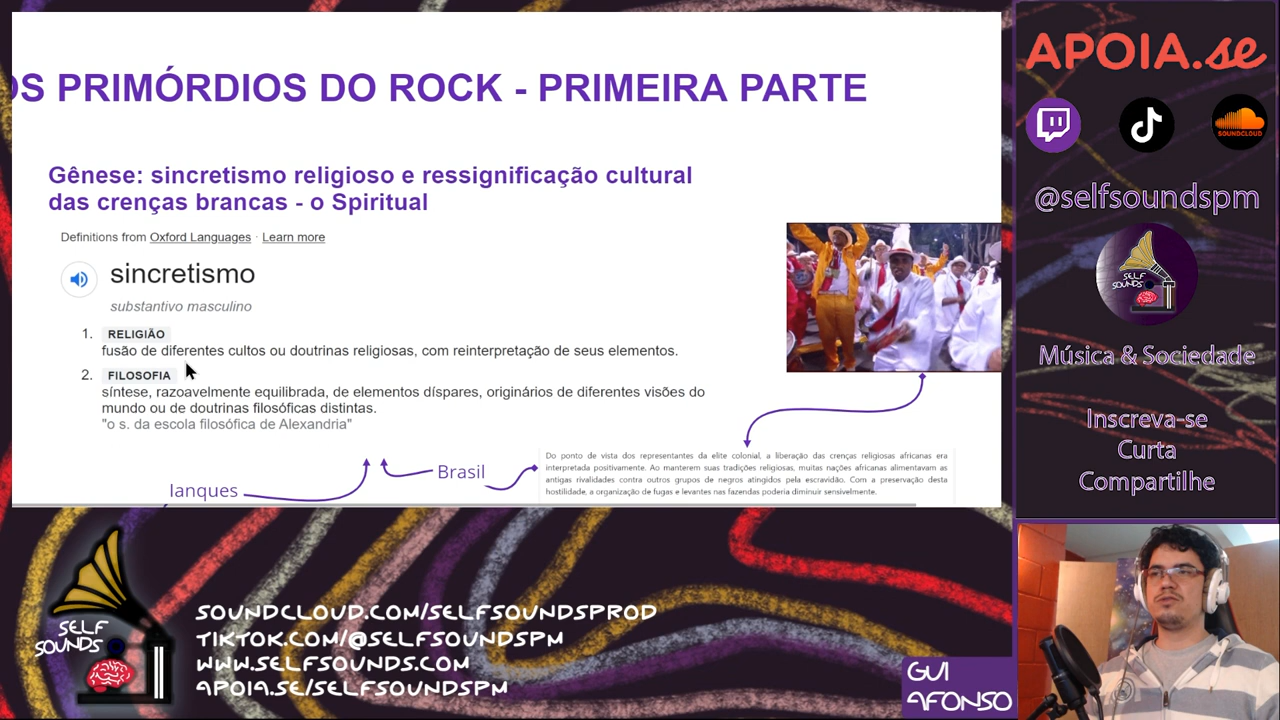 OS PRIMÓRDIOS DO ROCK - PRIMEIRA PARTE
Gênese: sincretismo religioso e ressignificação cultural
das crenças brancas - o Spiritual
Definitions from Oxford Languages · Learn more
sincretismo
substantivo masculino
1. RELIGIÃO
fusão de diferentes cultos ou doutrinas religiosas, com reinterpretação de seus elementos.
2. FILOSOFIA
síntese, razoavelmente equilibrada, de elementos díspares, originários de diferentes visões do
mundo ou de doutrinas filosóficas distintas.
"o s. da escola filosófica de Alexandria"
Ianques
Brasil
Do ponto de vista dos representantes da elite colonial, a liberação das crenças religiosas africanas era
interpretada positivamente. Ao manterem suas tradições religiosas, muitas nações africanas alimentavam as
antigas rivalidades contra outros grupos de negros atingidos pela escravidão. Com a preservação desta
hostilidade, a organização de fugas e levantes nas fazendas poderia diminuir sensivelmente.
APOIA.se
SOUNDCLOUD
@selfsoundspm
SELF
SOUNDS
Música & Sociedade
Inscreva-se
Curta
Compartilhe
SELF
SOUNDS
SOUNDCLOUD.COM/SELFSOUNDSPROD
TIKTOK.COM/@SELFSOUNDSPM
WWW.SELFSOUNDS.COM
APOIA.SE/SELFSOUNDSPM
GUI
AFONSO